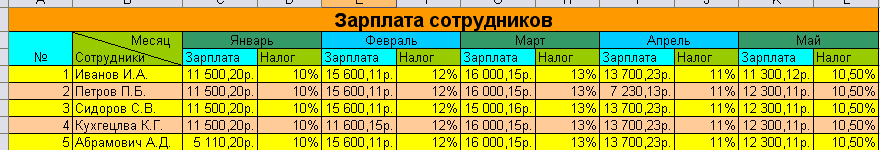 A B C D E F G H I J K L
Зарплата сотрудников
№ Месяц Сотрудники Январь Февраль Март Апрель Май
Зарплата Налог Зарплата Налог Зарплата Налог Зарплата Налог Зарплата Налог
1 Иванов И.А. 11 500,20р. 10% 15 600,11р. 12% 16 000,15р. 13% 13 700,23р. 11% 11 300,12р. 10,50%
2 Петров П.Б. 11 500,20р. 10% 15 600,11р. 12% 16 000,15р. 13% 7 230,13р. 11% 12 300,11р. 10,50%
3 Сидоров С.В. 11 500,20р. 10% 15 600,11р. 12% 15 000,16р. 13% 13 700,23р. 11% 12 300,11р. 10,50%
4 Кухгецлва К.Г. 11 500,20р. 10% 11 600,15р. 12% 16 000,15р. 13% 13 700,23р. 11% 12 300,11р. 10,50%
5 Абрамович А.Д. 5 110,20р. 10% 15 600,11р. 12% 16 000,15р. 13% 13 700,23р. 11% 12 300,11р. 10,50%